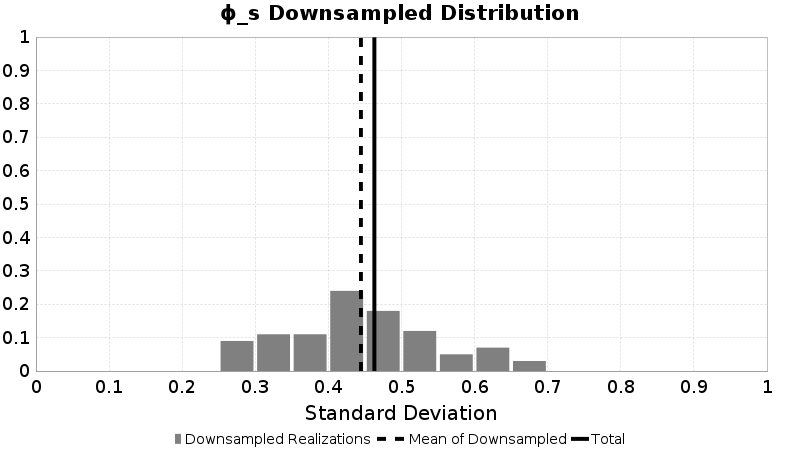 ϕ_s Downsampled Distribution
1
0.9
0.8
0.7
0.6
0.5
0.4
0.3
0.2
0.1
0
0 0.1 0.2 0.3 0.4 0.5 0.6 0.7 0.8 0.9 1
Standard Deviation
Downsampled Realizations Mean of Downsampled Total